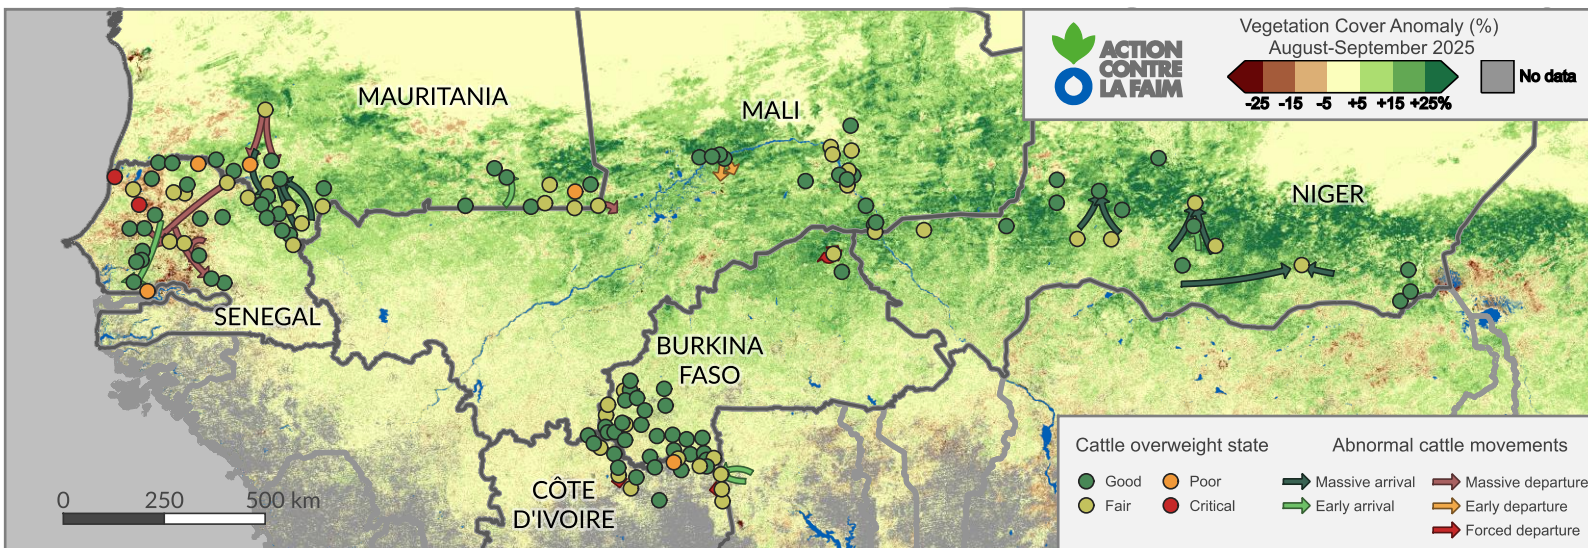 Vegetation Cover Anomaly (%)
August-September 2025
ACTION
CONTRE
LA FAIM
No data
-25 -15 -5 +5 +15 +25%
MAURITANIA
MALI
NIGER
SENEGAL
BURKINA
FASO
CÔTE
D'IVOIRE
0 250 500 km
Cattle overweight state
Abnormal cattle movements
Good
Poor
Massive arrival
Massive departure
Fair
Critical
Early arrival
Early departure
Forced departure